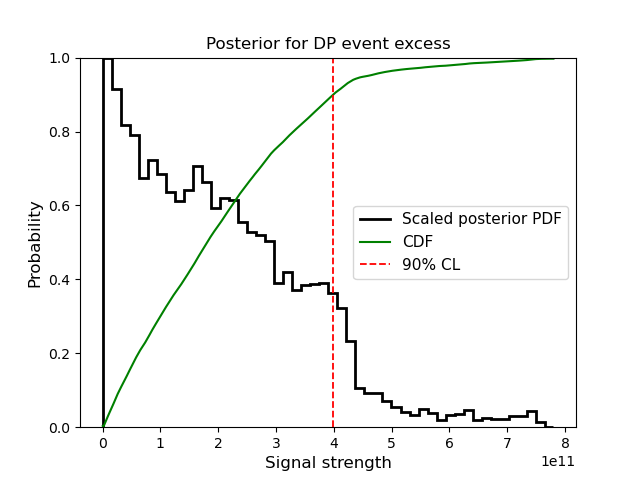 Posterior for DP event excess
1.0
0.8
0.6
0.4
0.2
0.0
Probability
Scaled posterior PDF
CDF
90% CL
0 1 2 3 4 5 6 7 8
1e11
Signal strength